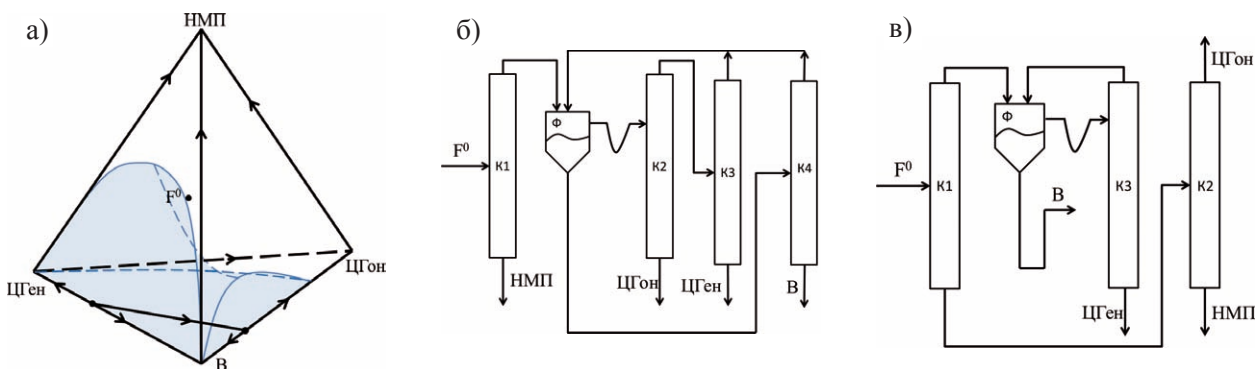 а)
НМП
F⁰
ЦГен
ЦГон
В
б)
F⁰
К1
Ф
К2
К3
К4
НМП
ЦГон
ЦГен
В
в)
F⁰
К1
Ф
В
К3
К2
ЦГон
ЦГен
НМП